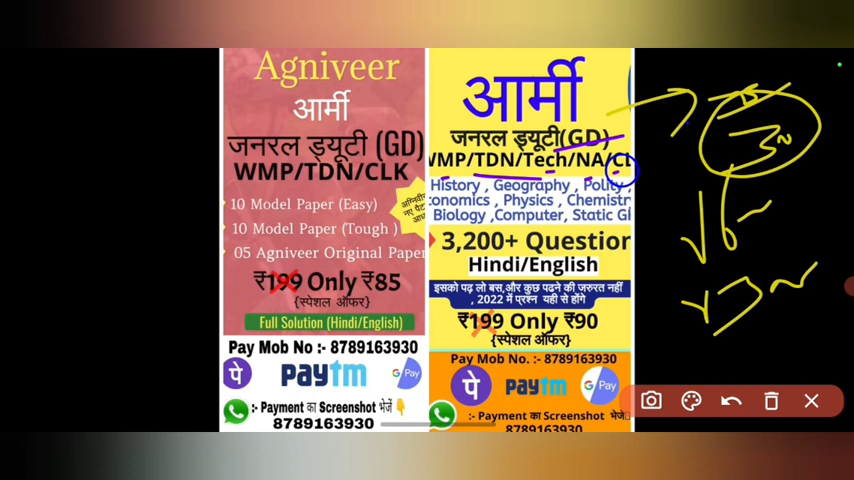 Agniveer
आर्मी
जनरल ड्यूटी (GD)
WMP/TDN/CLK
10 Model Paper (Easy)
10 Model Paper (Tough )
05 Agniveer Original Paper
₹199 Only ₹85
{स्पेशल ऑफर}
Full Solution (Hindi/English)
Pay Mob No :- 8789163930
पे paytm G Pay
:- Payment का Screenshot भेजें
8789163930
आर्मी
जनरल ड्यूटी(GD)
WMP/TDN/Tech/NA/CL
History , Geography , Polity,
conomics , Physics , Chemistr
Biology ,Computer, Static G
3,200+ Question
Hindi/English
इसको पढ़ लो बस,और कुछ पढने की जरुरत नहीं
, 2022 में प्रश्न यही से होंगे
₹199 Only ₹90
{स्पेशल ऑफर}
Pay Mob No. :- 8789163930
पे paytm G Pay
:- Payment का Screenshot भेजें
8789163930